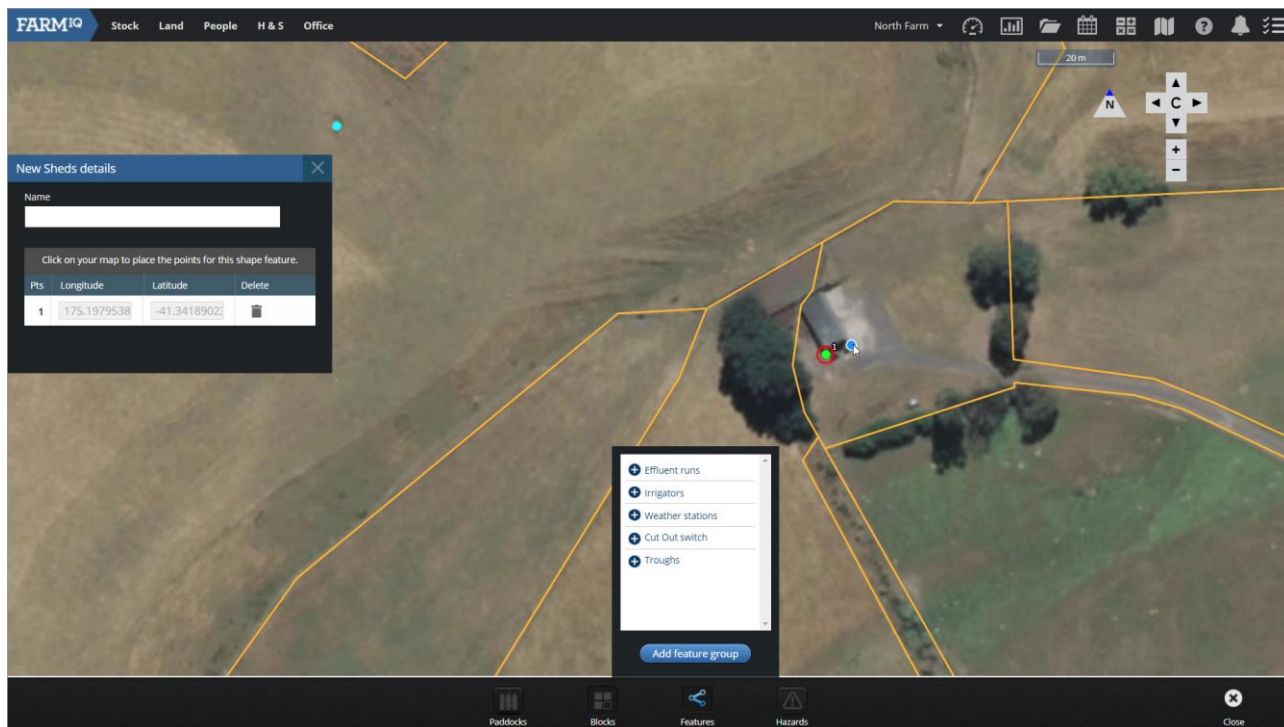 FARMIQ Stock Land People H & S Office North Farm
20 m
N
C
+
−
New Sheds details
Name
Click on your map to place the points for this shape feature.
Pts Longitude Latitude Delete
1 175.1979538 -41.34189023
1
Effluent runs
Irrigators
Weather stations
Cut Out switch
Troughs
Add feature group
Paddocks Blocks Features Hazards Close